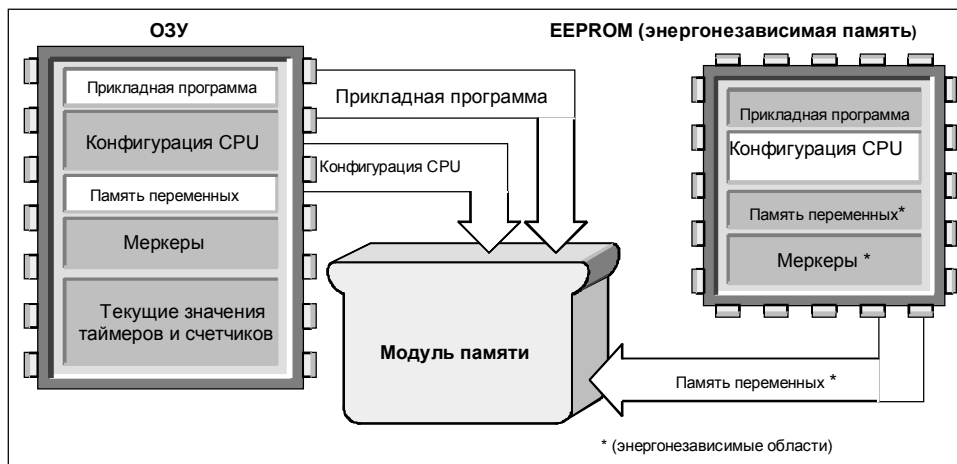 ОЗУ
EEPROM (энергонезависимая память)
Прикладная программа
Конфигурация CPU
Память переменных
Меркеры
Текущие значения
таймеров и счетчиков
Прикладная программа
Конфигурация CPU
Прикладная программа
Конфигурация CPU
Память переменных*
Меркеры *
Модуль памяти
Память переменных *
* (энергонезависимые области)